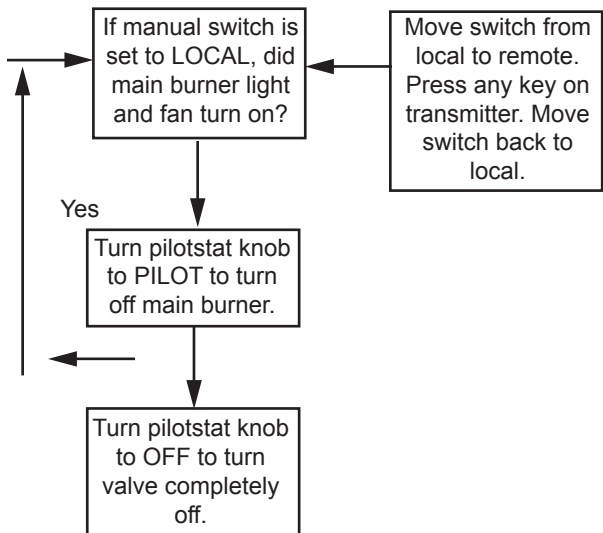 If manual switch is
set to LOCAL, did
main burner light
and fan turn on?
Move switch from
local to remote.
Press any key on
transmitter. Move
switch back to
local.
Yes
Turn pilotstat knob
to PILOT to turn
off main burner.
Turn pilotstat knob
to OFF to turn
valve completely
off.